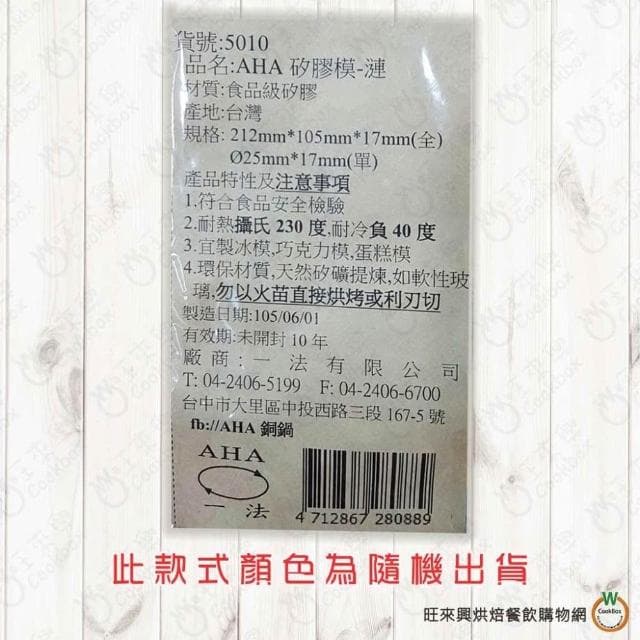 貨號:5010
品名:AHA 矽膠模-漣
材質:食品級矽膠
產地:台灣
規格: 212mm*105mm*17mm(全)
Ø25mm*17mm(單)
產品特性及注意事項
1.符合食品安全檢驗
2.耐熱攝氏 230 度,耐冷負 40 度
3.宜製冰模,巧克力模,蛋糕模
4.環保材質,天然矽礦提煉,如軟性玻
璃,勿以火苗直接烘烤或利刃切
製造日期:105/06/01
有效期:未開封 10 年
廠商:一法有限公司
T: 04-2406-5199 F: 04-2406-6700
台中市大里區中投西路三段 167-5 號
fb://AHA 銅鍋
AHA
一法
4 712867 280889
此款式顏色為隨機出貨
W
CookBox
旺來興烘焙餐飲購物網